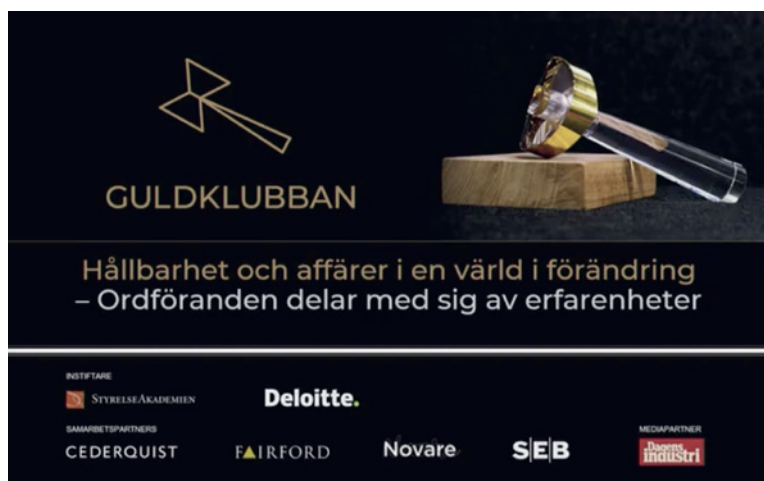 GULDKLUBBAN
Hållbarhet och affärer i en värld i förändring
– Ordföranden delar med sig av erfarenheter
INSTIFTARE
STYRELSEAKADEMIEN
Deloitte.
SAMARBETSPARTNERS
MEDIAPARTNER
CEDERQUIST
FAIRFORD
Novare
S|E|B
Dagens industri